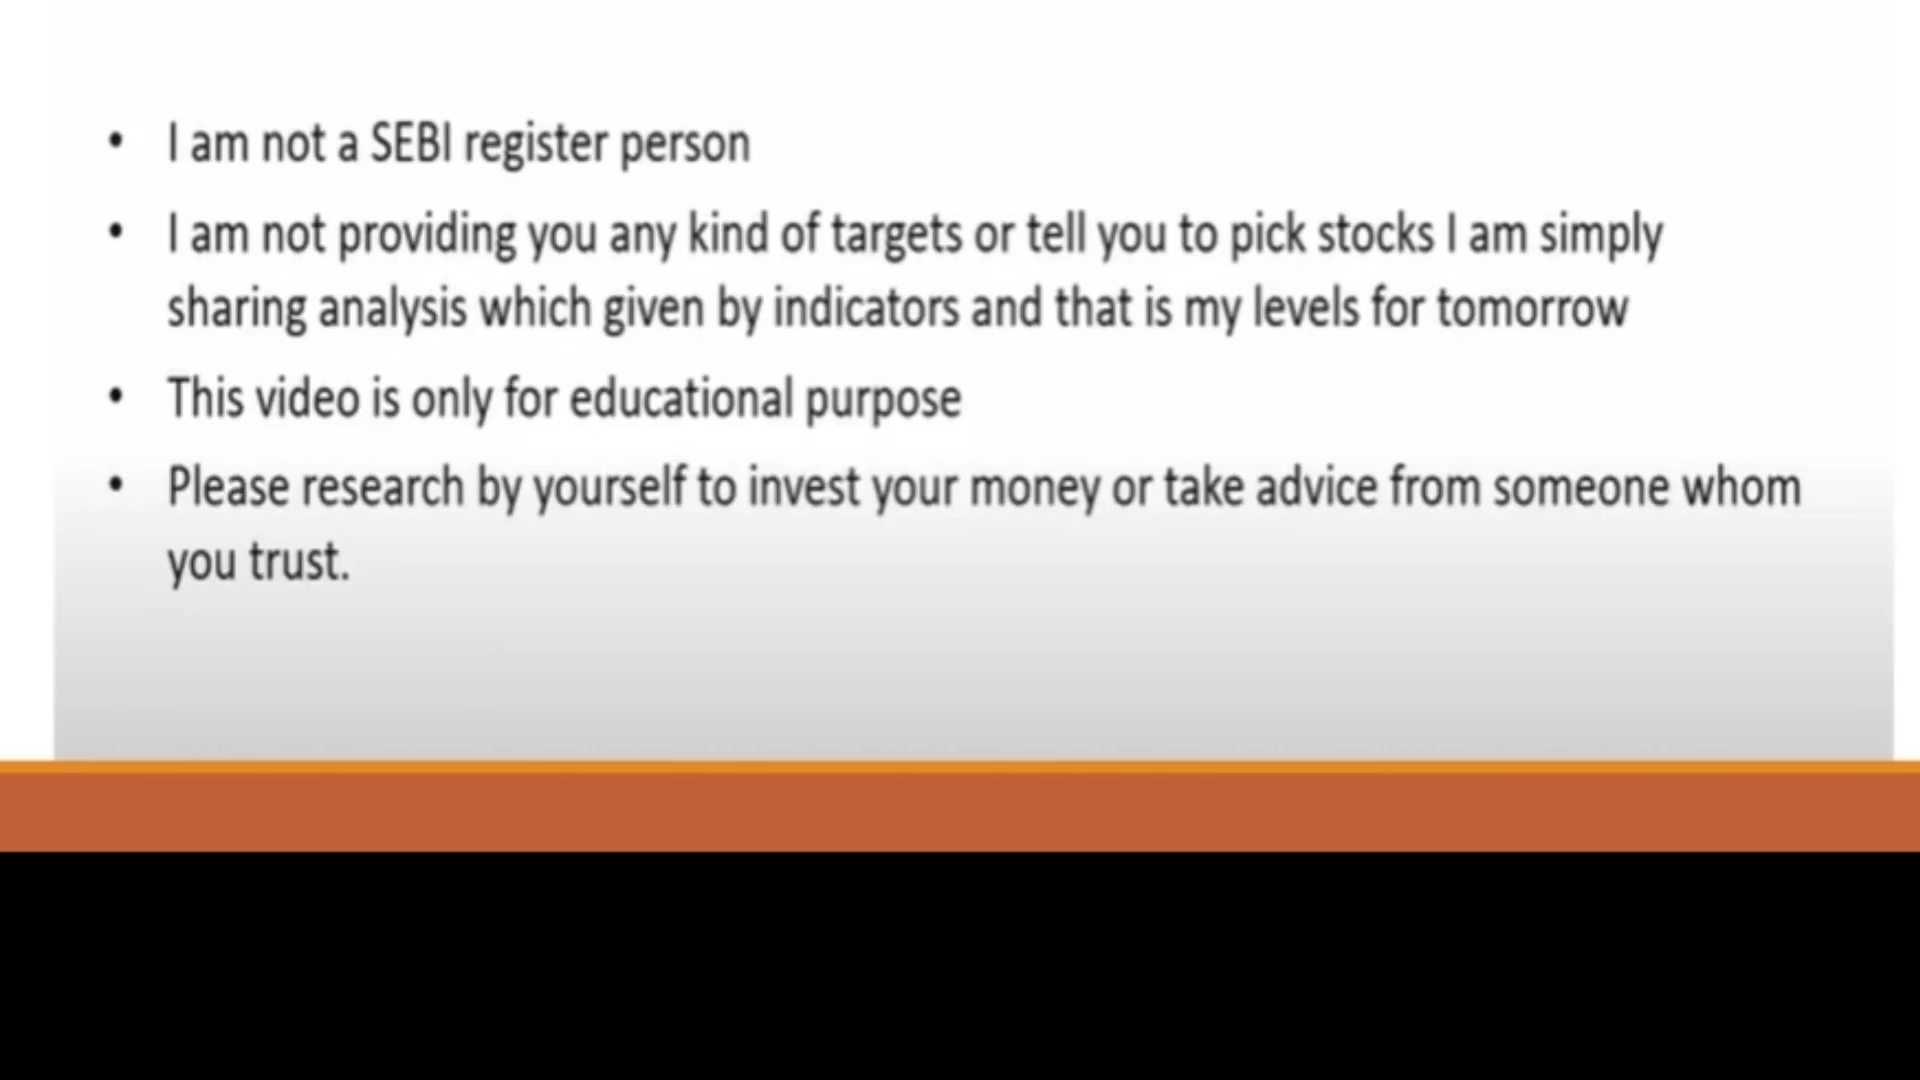 • I am not a SEBI register person
• I am not providing you any kind of targets or tell you to pick stocks I am simply
sharing analysis which given by indicators and that is my levels for tomorrow
• This video is only for educational purpose
• Please research by yourself to invest your money or take advice from someone whom
you trust.